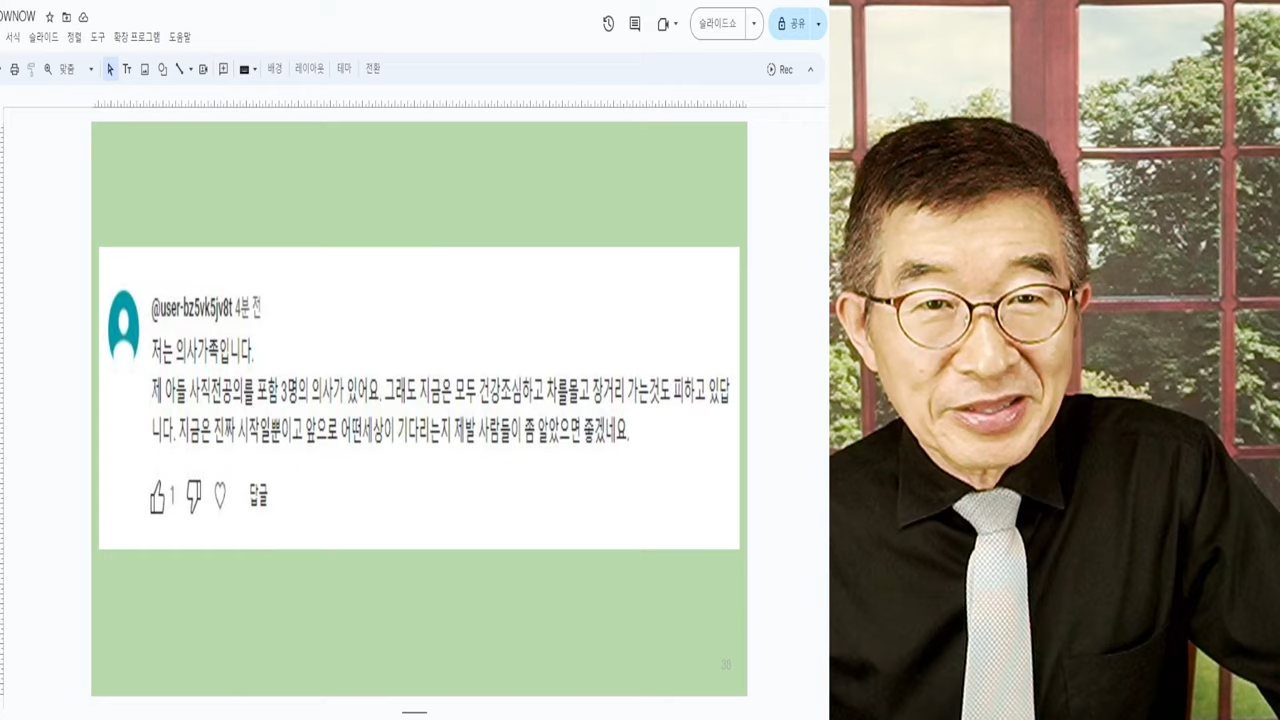 OWNOW
슬라이드쇼
공유
서식 슬라이드 정렬 도구 확장 프로그램 도움말
맞춤
배경
레이아웃
테마
전환
Rec
@user-bz5vk5jv8t 4분 전
저는 의사가족입니다.
제 아들 사직전공의를 포함 3명의 의사가 있어요. 그래도 지금은 모두 건강조심하고 차를몰고 장거리 가는것도 피하고 있답
니다. 지금은 진짜 시작일뿐이고 앞으로 어떤세상이 기다리는지 제발 사람들이 좀 알았으면 좋겠네요.
1
답글
38